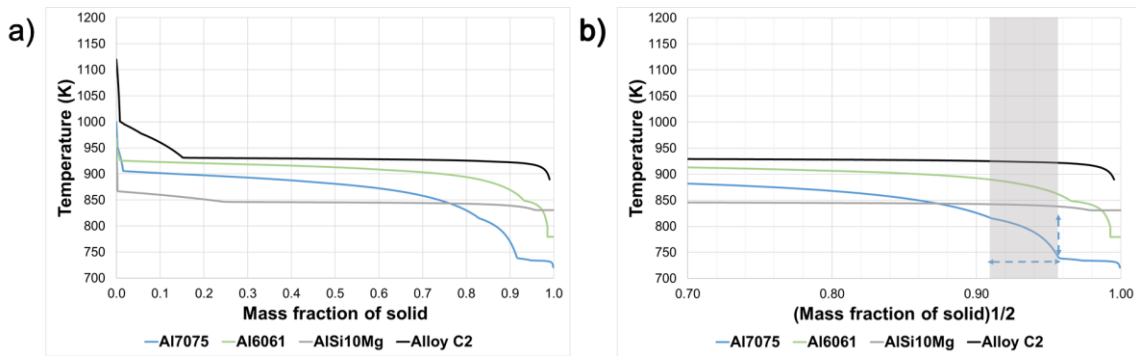 a)
1200
1150
1100
1050
1000
950
900
850
800
750
700
Temperature (K)
0.0 0.1 0.2 0.3 0.4 0.5 0.6 0.7 0.8 0.9 1.0
Mass fraction of solid
Al7075 Al6061 AlSi10Mg Alloy C2
b)
1200
1150
1100
1050
1000
950
900
850
800
750
700
Temperature (K)
0.70 0.80 0.90 1.00
(Mass fraction of solid)1/2
Al7075 Al6061 AlSi10Mg Alloy C2